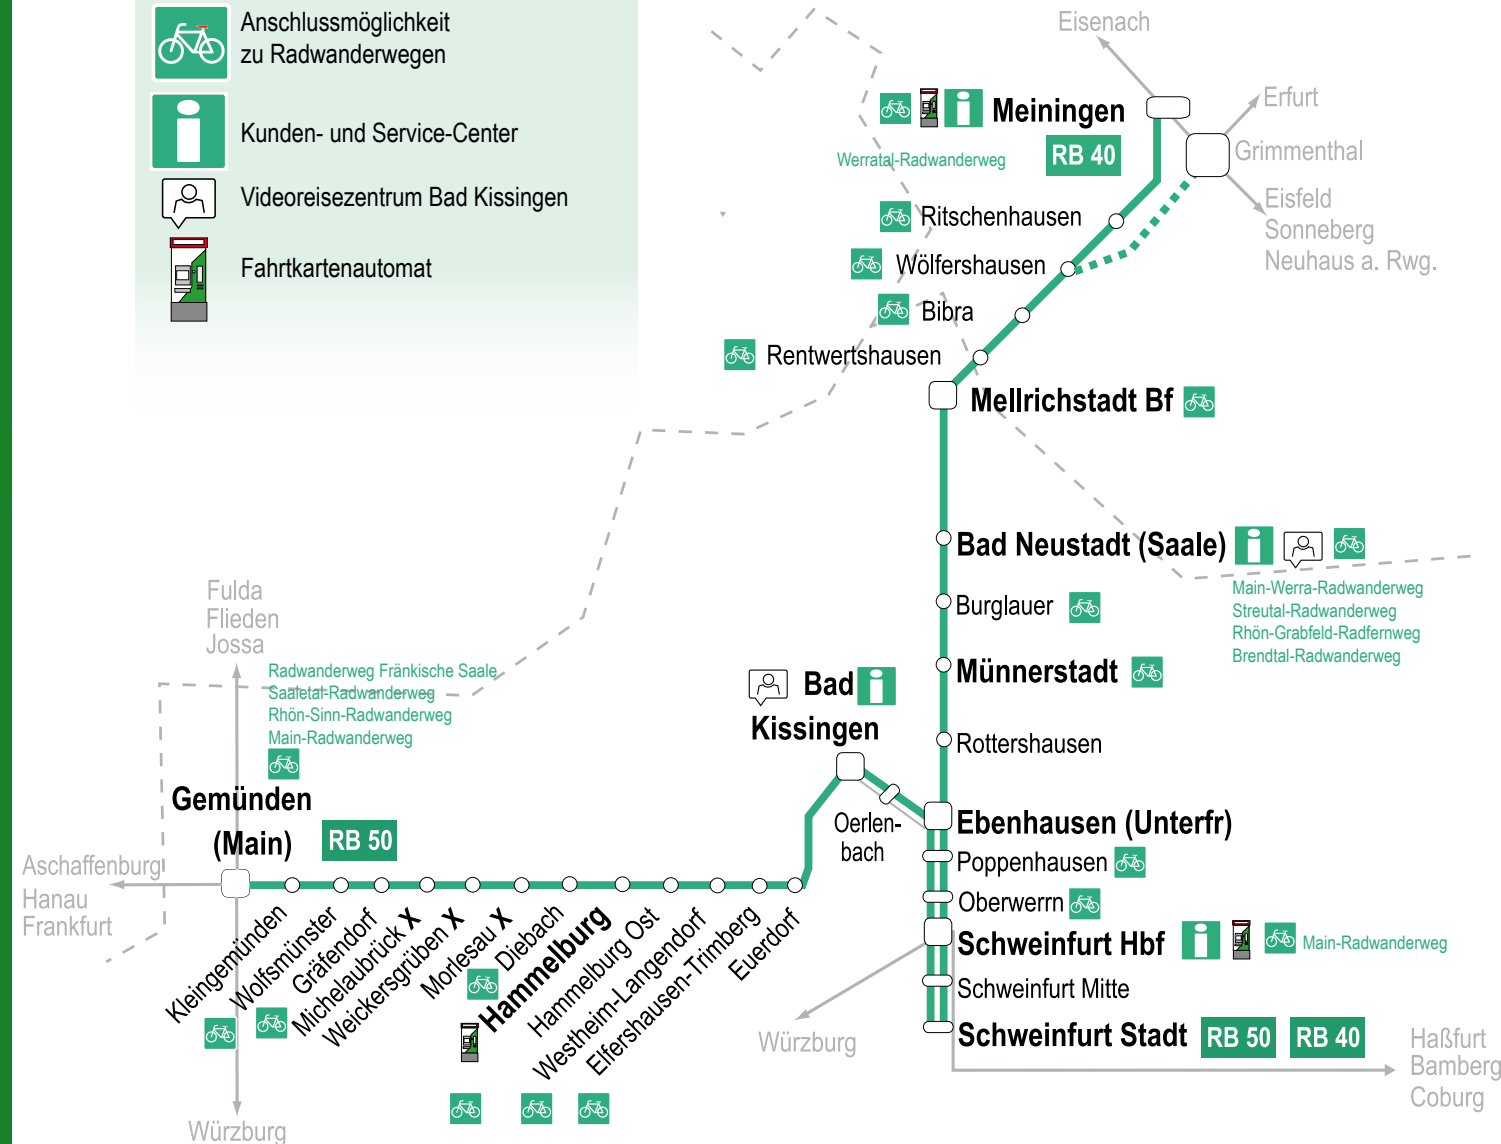 Anschlussmöglichkeit
zu Radwanderwegen
Kunden- und Service-Center
Videoreisezentrum Bad Kissingen
Fahrtkartenautomat
Eisenach
Erfurt
Meiningen
Werratal-Radwanderweg
RB 40
Grimmenthal
Eisfeld
Sonneberg
Neuhaus a. Rwg.
Ritschenhausen
Wölfershausen
Bibra
Rentwertshausen
Mellrichstadt Bf
Bad Neustadt (Saale)
Main-Werra-Radwanderweg
Streutal-Radwanderweg
Rhön-Grabfeld-Radfernweg
Brendtal-Radwanderweg
Burglauer
Münnerstadt
Rottershausen
Bad
Kissingen
Oerlen-
bach
Ebenhausen (Unterfr)
Poppenhausen
Oberwerrn
Schweinfurt Hbf
Main-Radwanderweg
Schweinfurt Mitte
Schweinfurt Stadt RB 50 RB 40
Würzburg
Haßfurt
Bamberg
Coburg
Fulda
Flieden
Jossa
Radwanderweg Fränkische Saale
Saaletal-Radwanderweg
Rhön-Sinn-Radwanderweg
Main-Radwanderweg
Gemünden
(Main)
RB 50
Aschaffenburg
Hanau
Frankfurt
Kleingemünden
Wolfsmünster
Gräfendorf
Michelaubrück X
Weickersgrüben X
Morlesau X
Diebach
Hammelburg
Hammelburg Ost
Westheim-Langendorf
Elfershausen-Trimberg
Euerdorf
Würzburg